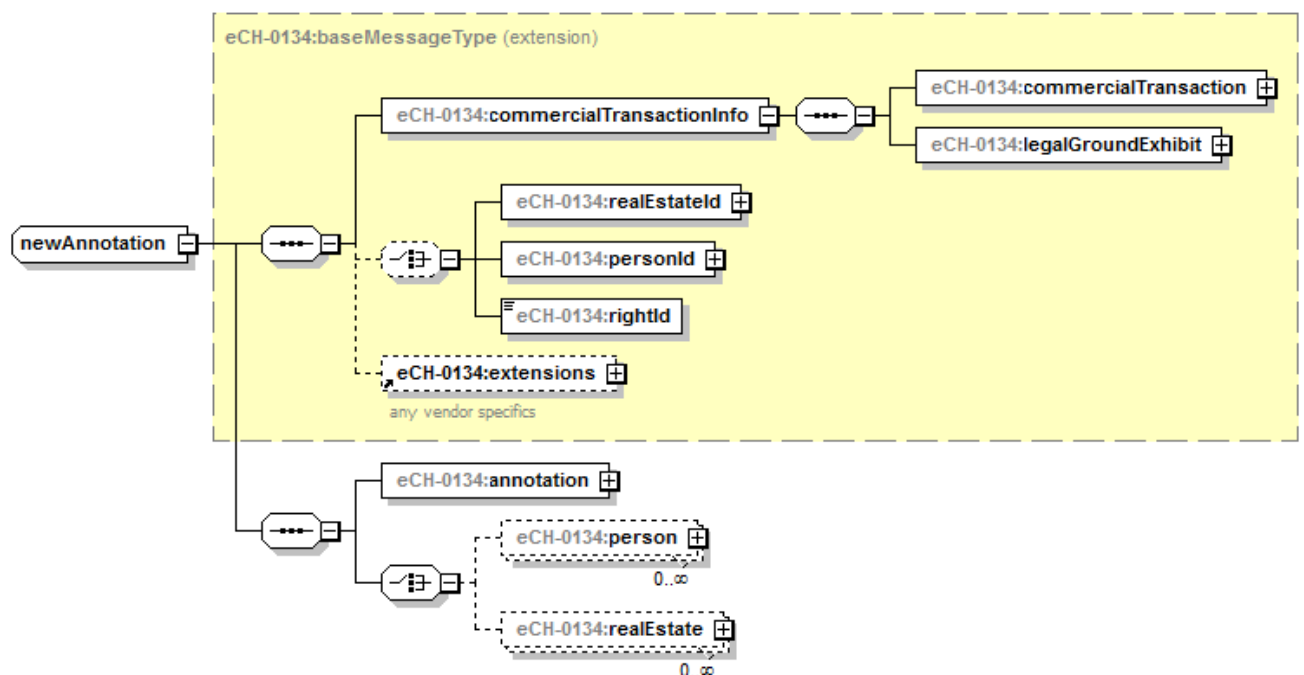 eCH-0134:baseMessageType (extension)
eCH-0134:commercialTransactionInfo
eCH-0134:commercialTransaction
eCH-0134:legalGroundExhibit
newAnnotation
eCH-0134:realEstateId
eCH-0134:personId
eCH-0134:rightId
eCH-0134:extensions
any vendor specifics
eCH-0134:annotation
eCH-0134:person
0..∞
eCH-0134:realEstate
0..∞